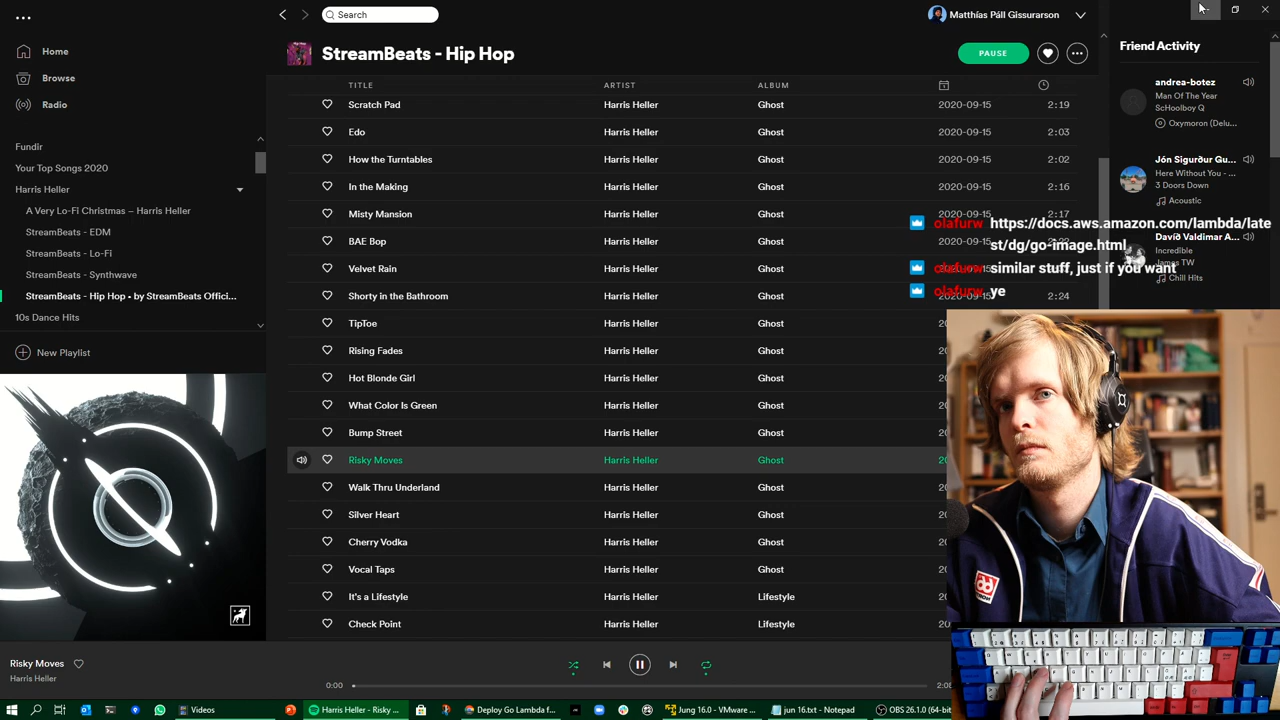 Search
Matthías Páll Gissurarson
Home
Browse
Radio
Fundir
Your Top Songs 2020
Harris Heller
A Very Lo-Fi Christmas – Harris Heller
StreamBeats - EDM
StreamBeats - Lo-Fi
StreamBeats - Synthwave
StreamBeats - Hip Hop • by StreamBeats Offici...
10s Dance Hits
New Playlist
StreamBeats - Hip Hop
PAUSE
TITLE ARTIST ALBUM
Scratch Pad Harris Heller Ghost 2020-09-15 2:19
Edo Harris Heller Ghost 2020-09-15 2:03
How the Turntables Harris Heller Ghost 2020-09-15 2:02
In the Making Harris Heller Ghost 2020-09-15 2:16
Misty Mansion Harris Heller Ghost 2020-09-15 2:17
BAE Bop Harris Heller Ghost
Velvet Rain Harris Heller Ghost
Shorty in the Bathroom Harris Heller Ghost 2020-09-15 2:24
TipToe Harris Heller Ghost
Rising Fades Harris Heller Ghost
Hot Blonde Girl Harris Heller Ghost
What Color Is Green Harris Heller Ghost
Bump Street Harris Heller Ghost
Risky Moves Harris Heller Ghost
Walk Thru Underland Harris Heller Ghost
Silver Heart Harris Heller Ghost
Cherry Vodka Harris Heller Ghost
Vocal Taps Harris Heller Ghost
It's a Lifestyle Harris Heller Lifestyle
Check Point Harris Heller Lifestyle
Friend Activity
andrea-botez
Man Of The Year
ScHoolboy Q
Oxymoron (Delu...
Jón Sigurður Gu...
Here Without You - ...
3 Doors Down
Acoustic
Davíð Valdimar A...
Incredible
James TW
Chill Hits
olafurw https://docs.aws.amazon.com/lambda/late
st/dg/go-image.html
olafurw similar stuff, just if you want
olafurw ye
Risky Moves
Harris Heller
0:00
Videos
Harris Heller - Risky ...
Deploy Go Lambda f...
Jung 16.0 - VMware ...
jun 16.txt - Notepad
OBS 26.1.0 (64-bit